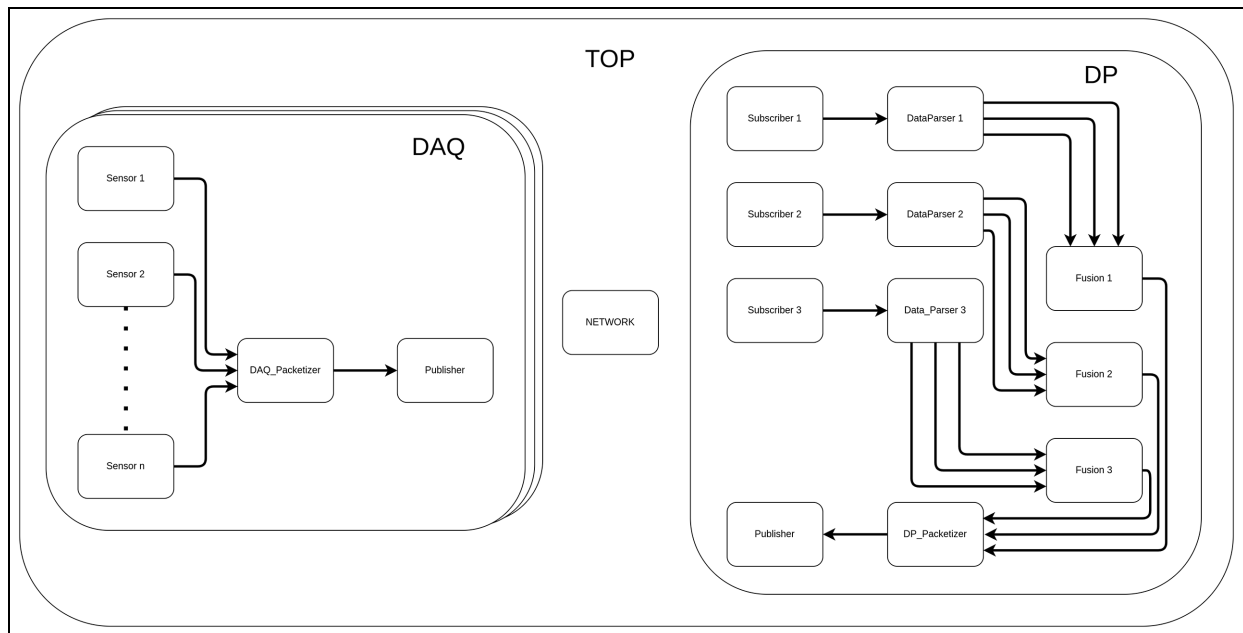 TOP
DAQ
Sensor 1
Sensor 2
Sensor n
DAQ_Packetizer
Publisher
NETWORK
DP
Subscriber 1
DataParser 1
Subscriber 2
DataParser 2
Subscriber 3
Data_Parser 3
Fusion 1
Fusion 2
Fusion 3
Publisher
DP_Packetizer